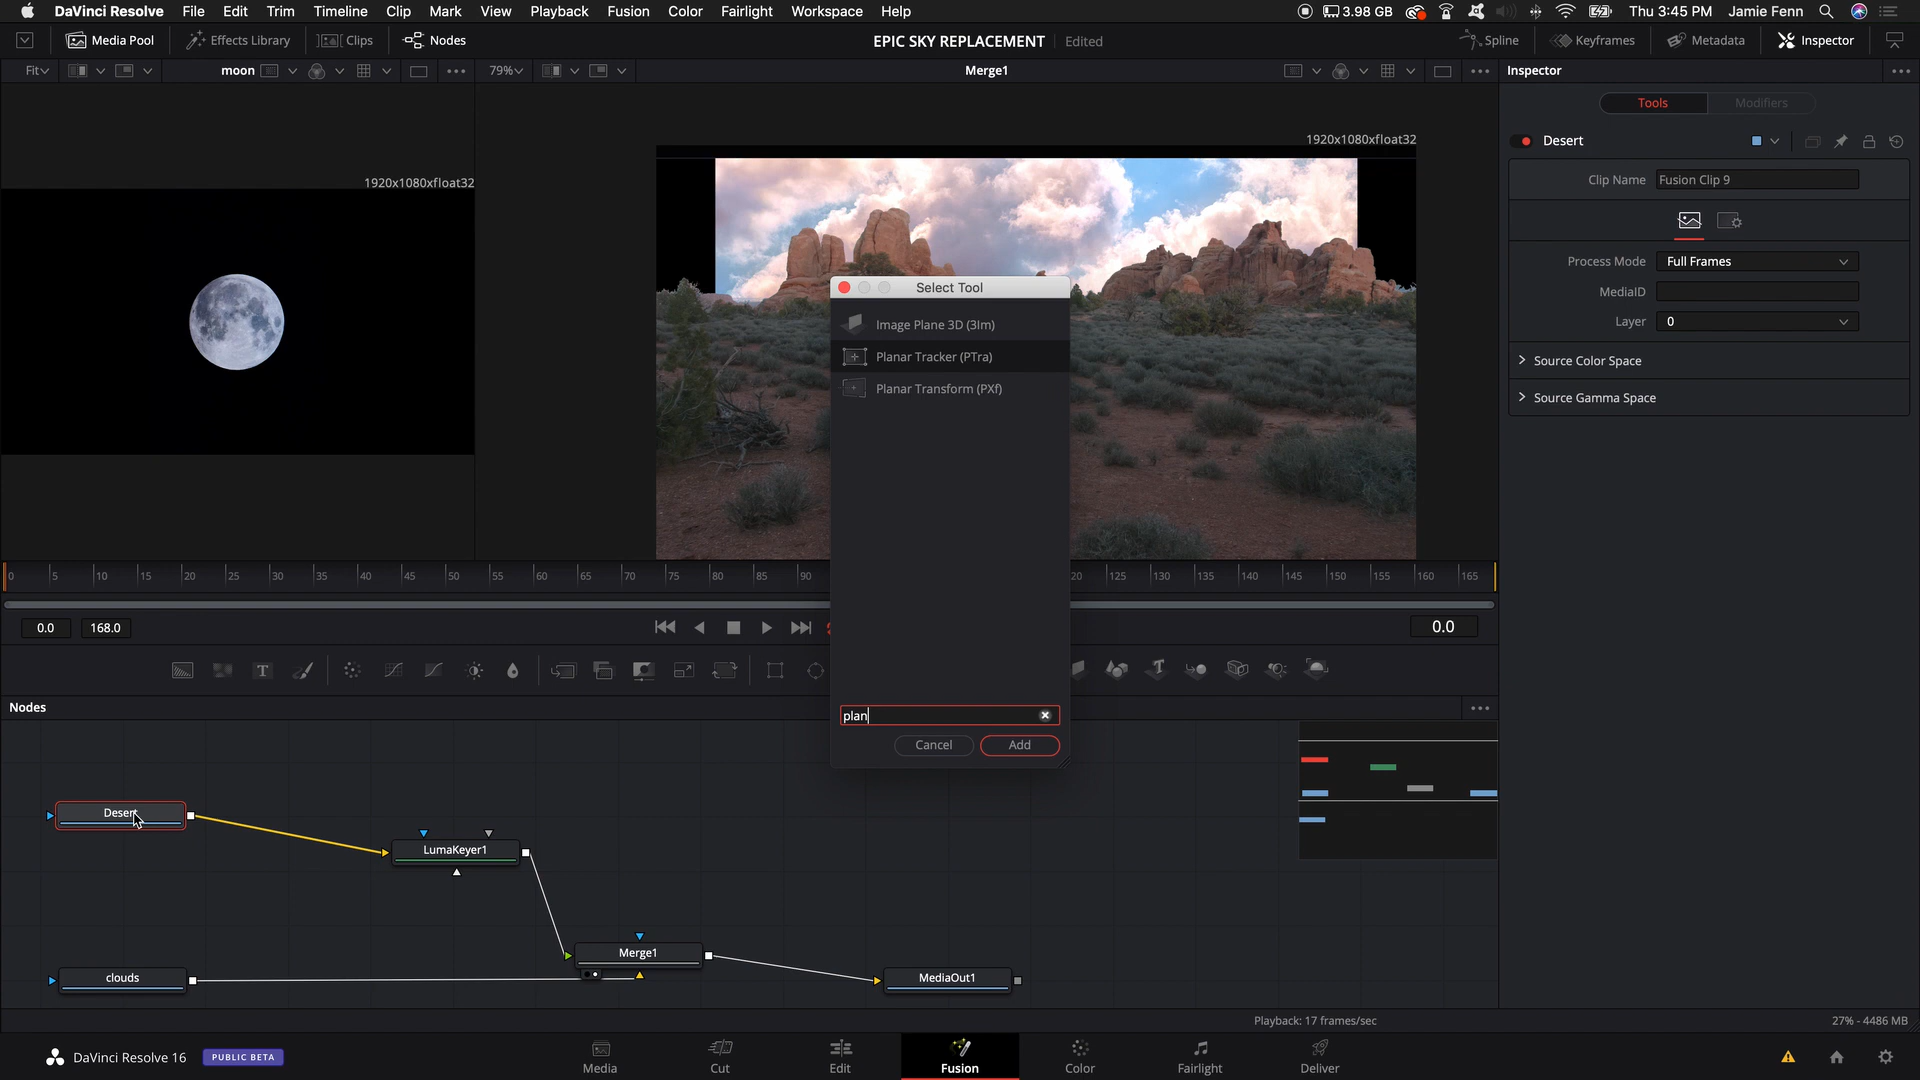 DaVinci Resolve File Edit Trim Timeline Clip Mark View Playback Fusion Color Fairlight Workspace Help 3.98 GB Thu 3:45 PM Jamie Fenn
Media Pool Effects Library Clips Nodes EPIC SKY REPLACEMENT Edited Spline Keyframes Metadata Inspector
Fit moon 79% Merge1 Inspector
Tools Modifiers
1920x1080xfloat32
1920x1080xfloat32
Desert
Clip Name Fusion Clip 9
Process Mode Full Frames
MediaID
Layer 0
Source Color Space
Source Gamma Space
Select Tool
Image Plane 3D (3Im)
Planar Tracker (PTra)
Planar Transform (PXf)
plan
Cancel Add
0 5 10 15 20 25 30 35 40 45 50 55 60 65 70 75 80 85 90 20 125 130 135 140 145 150 155 160 165
0.0 168.0 0.0
T T
Nodes
Desert
LumaKeyer1
Merge1
clouds
MediaOut1
Playback: 17 frames/sec 27% - 4486 MB
DaVinci Resolve 16 PUBLIC BETA
Media Cut Edit Fusion Color Fairlight Deliver